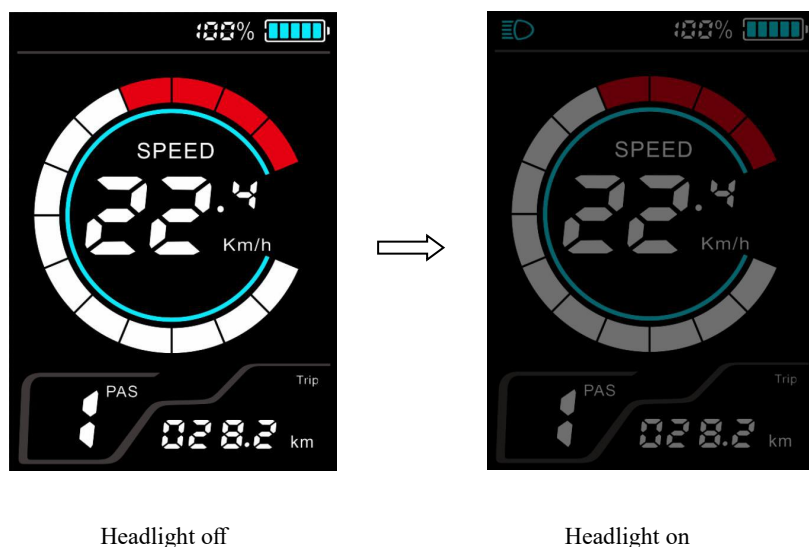 100%
SPEED
22.4
Km/h
PAS
1
Trip
028.2 km
100%
SPEED
22.4
Km/h
PAS
1
Trip
028.2 km
Headlight off
Headlight on